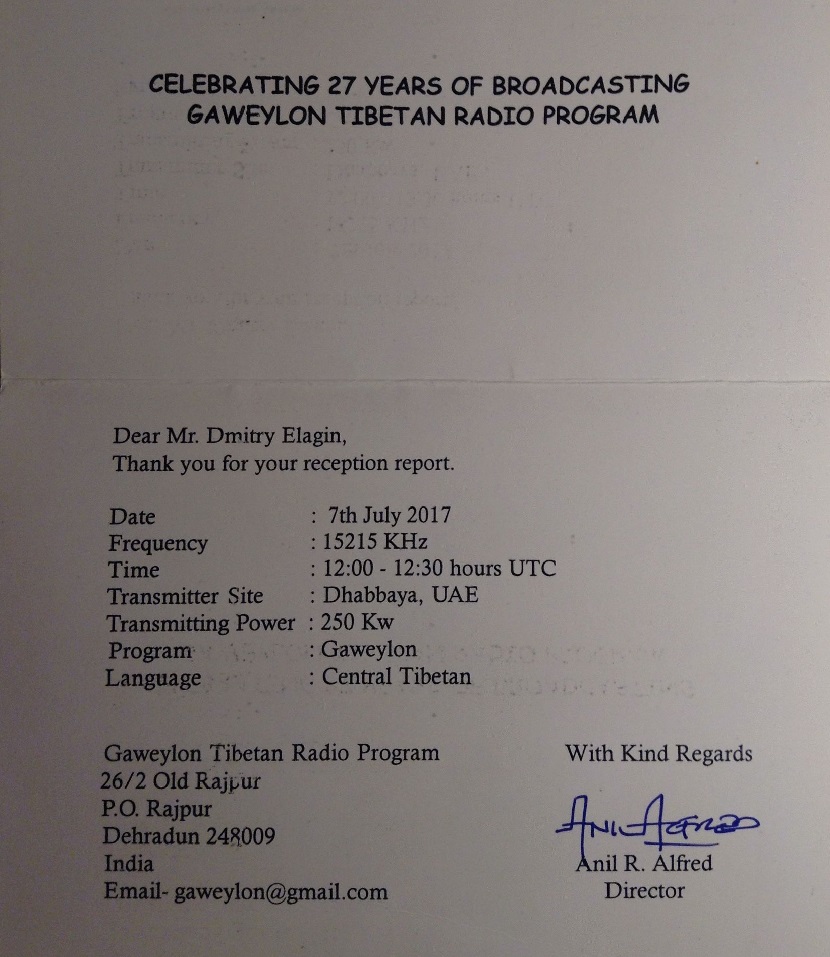 CELEBRATING 27 YEARS OF BROADCASTING
GAWEYLON TIBETAN RADIO PROGRAM
Dear Mr. Dmitry Elagin,
Thank you for your reception report.
Date : 7th July 2017
Frequency : 15215 KHz
Time : 12:00 - 12:30 hours UTC
Transmitter Site : Dhabbaya, UAE
Transmitting Power : 250 Kw
Program : Gaweylon
Language : Central Tibetan
Gaweylon Tibetan Radio Program
26/2 Old Rajpur
P.O. Rajpur
Dehradun 248009
India
Email- gaweylon@gmail.com
With Kind Regards
ANIL ALFRED
Anil R. Alfred
Director